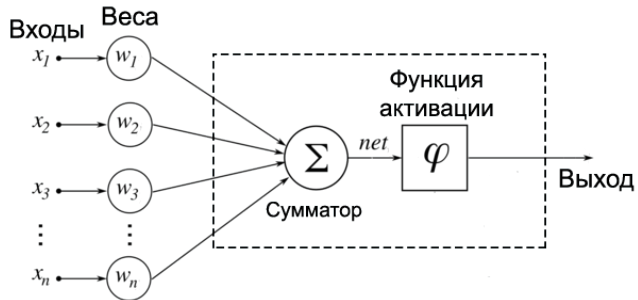 Входы
Веса
x1
w1
x2
w2
x3
w3
xn
wn
Σ
Сумматор
net
Функция
активации
φ
Выход